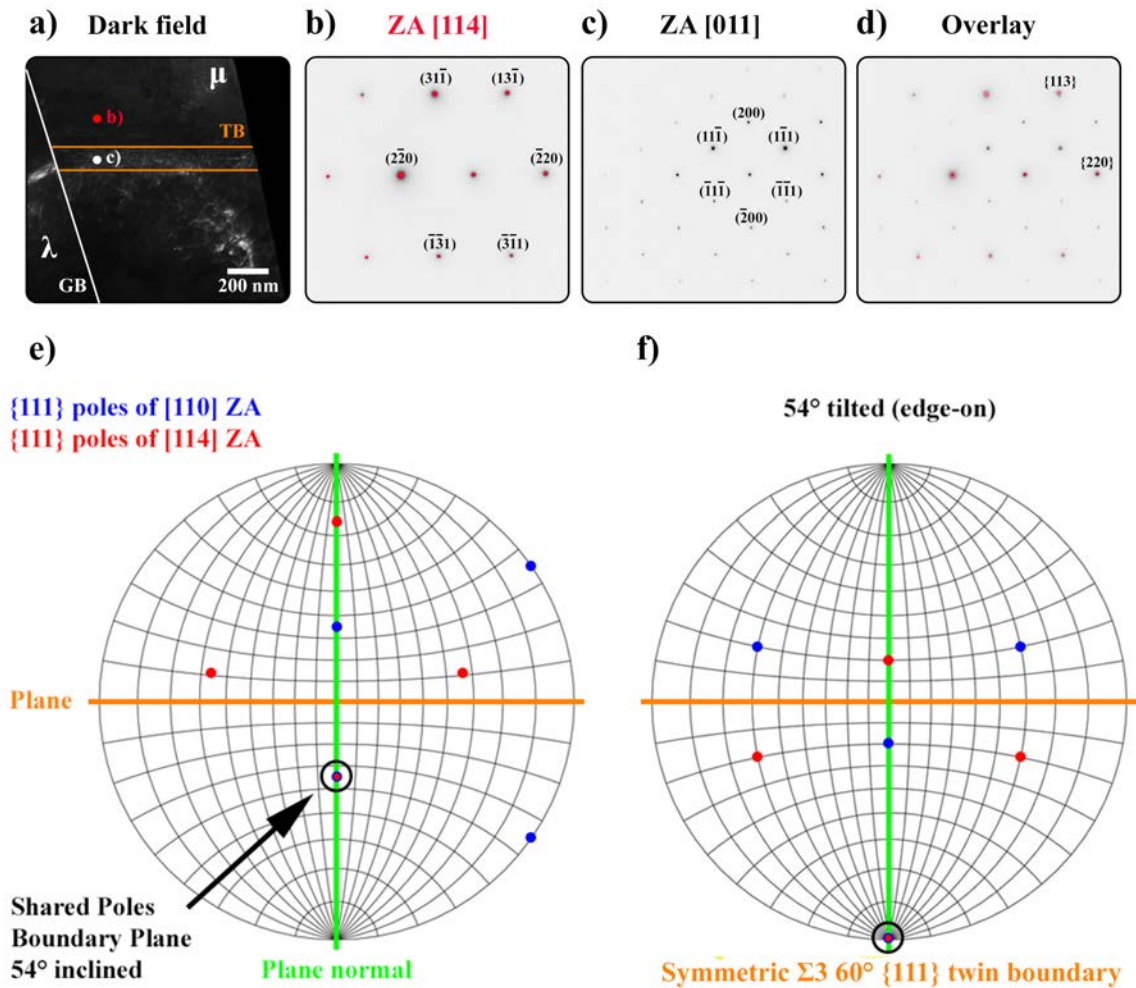 a) Dark field b) ZA [114] c) ZA [011] d) Overlay
μ
b)
TB
c)
λ
GB
200 nm
(311̅) (131̅)
(22̅0) (2̅20)
(1̅3̅1) (3̅1̅1)
(200)
(111̅) (11̅1)
(1̅11̅) (1̅1̅1)
(2̅00)
{113}
{220}
e) f)
{111} poles of [110] ZA
{111} poles of [114] ZA
54° tilted (edge-on)
Plane
Shared Poles
Boundary Plane
54° inclined
Plane normal
Symmetric Σ3 60° {111} twin boundary